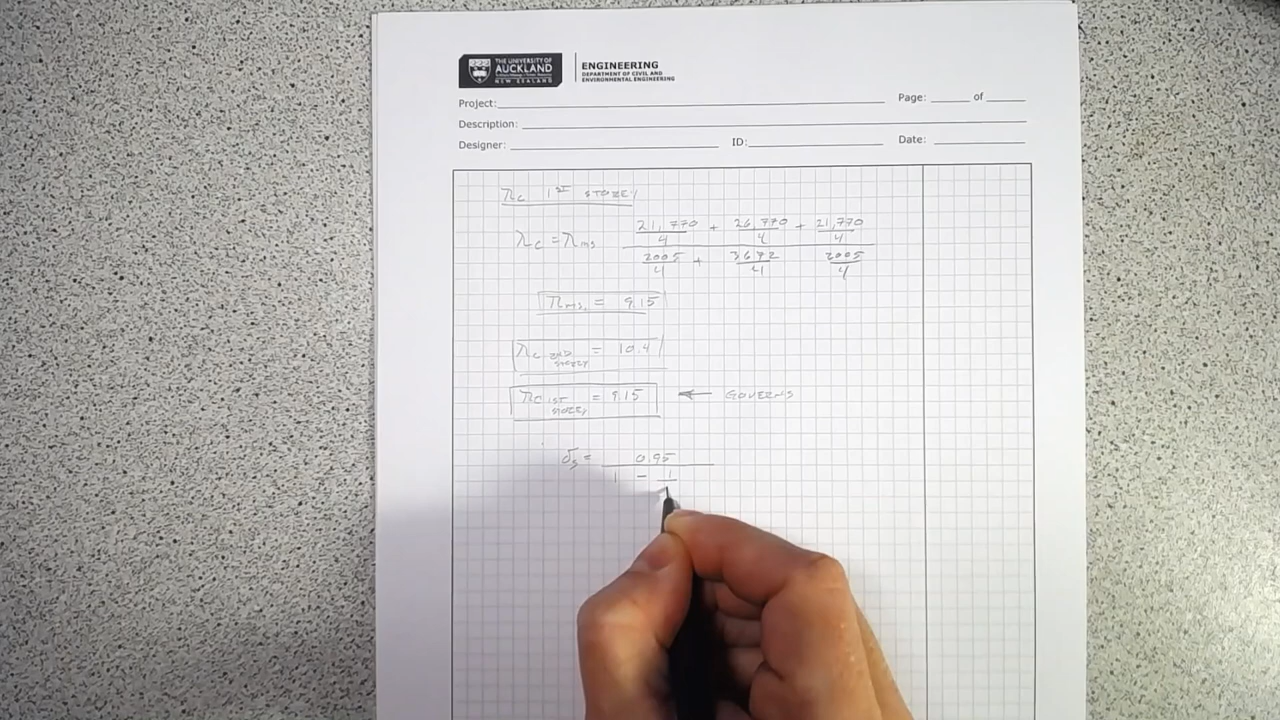 THE UNIVERSITY OF
AUCKLAND
NEW ZEALAND
ENGINEERING
DEPARTMENT OF CIVIL AND
ENVIRONMENTAL ENGINEERING
Project: Page: of
Description:
Designer: ID: Date:
λc 1ST STOREY
λc = λms 21,770/4 + 26,770/4 + 21,770/4
2005/4 + 3672/4 2005/4
λms = 9.15
λc 2ND STOREY = 10.4
λc 1ST STOREY = 9.15 ← GOVERNS
δs = 0.95
1 - 1